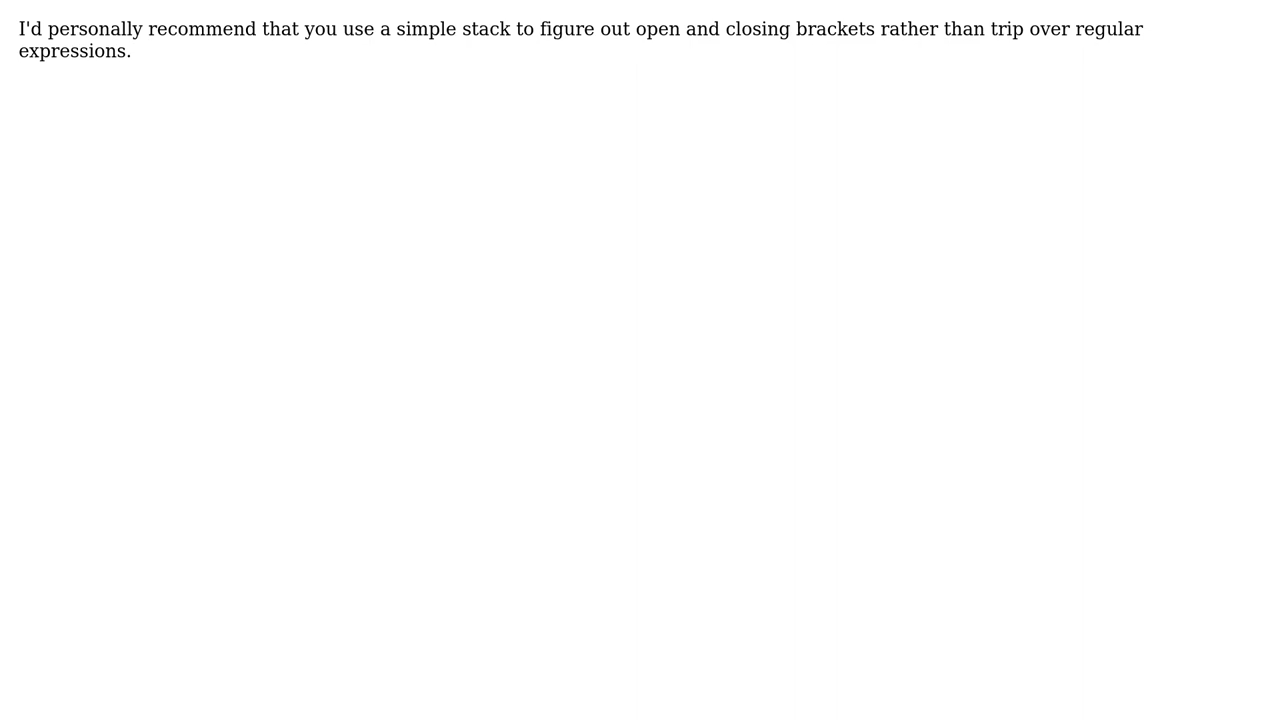 I'd personally recommend that you use a simple stack to figure out open and closing brackets rather than trip over regular
expressions.